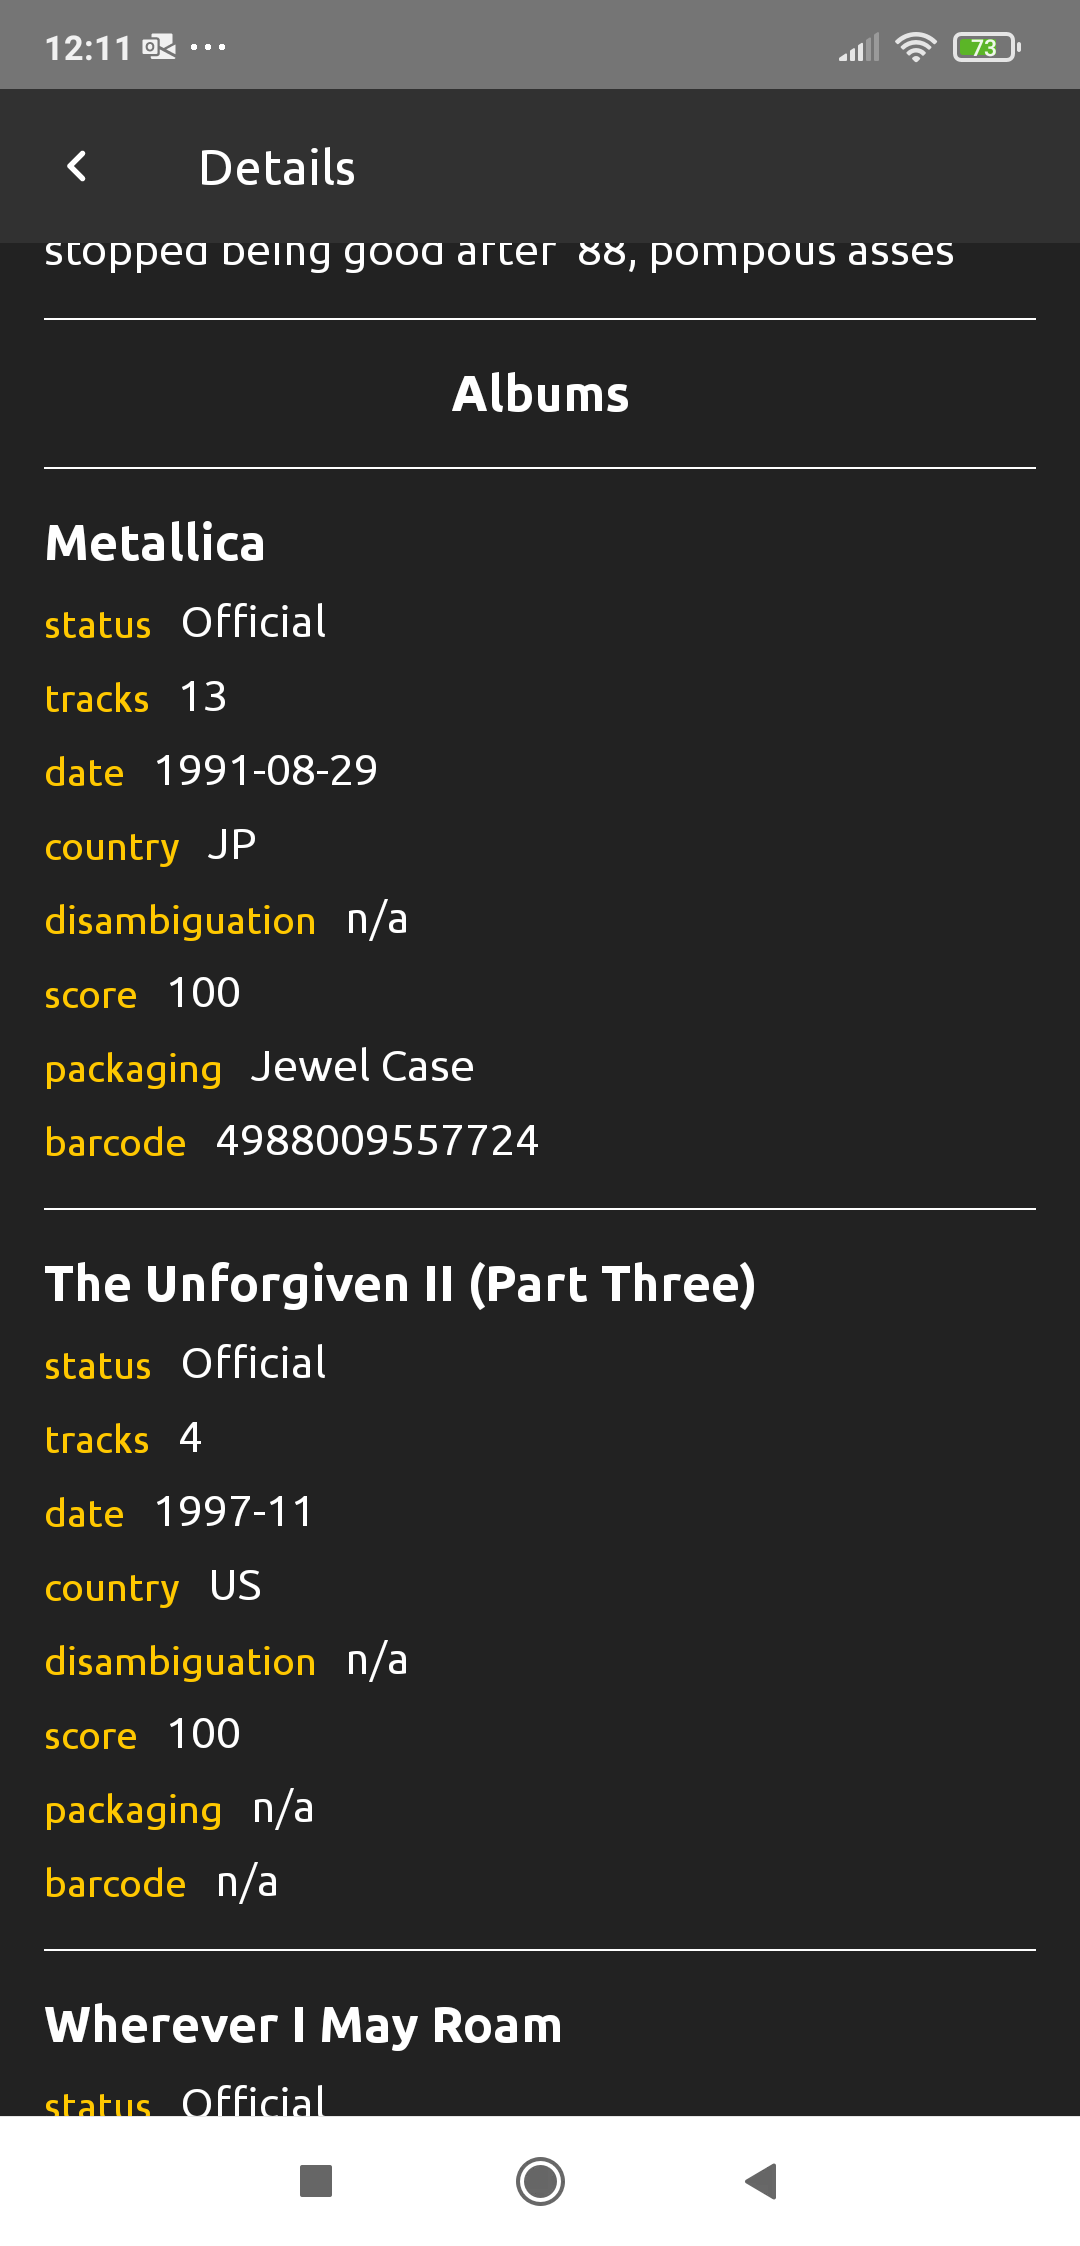 12:11
73
Details
stopped being good after '88, pompous asses
Albums
Metallica
status Official
tracks 13
date 1991-08-29
country JP
disambiguation n/a
score 100
packaging Jewel Case
barcode 4988009557724
The Unforgiven II (Part Three)
status Official
tracks 4
date 1997-11
country US
disambiguation n/a
score 100
packaging n/a
barcode n/a
Wherever I May Roam
status Official